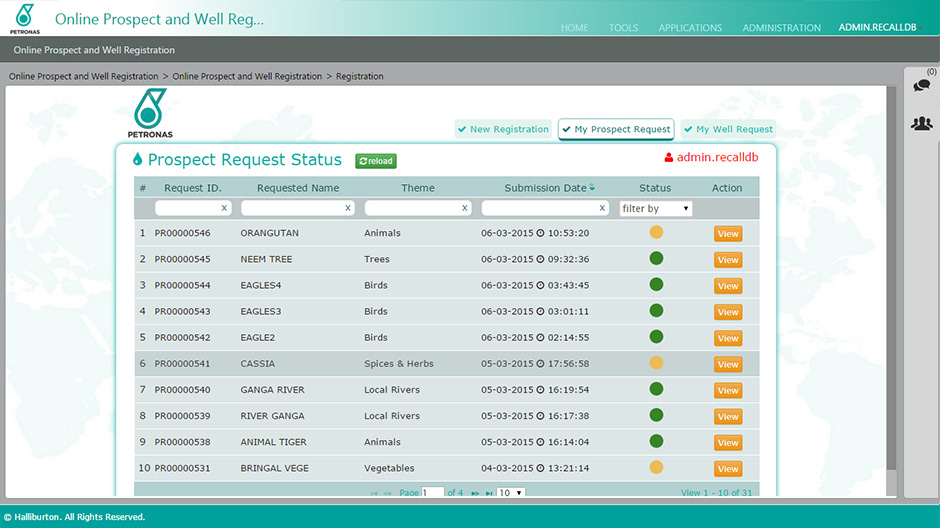 PETRONAS
Online Prospect and Well Reg...
HOME TOOLS APPLICATIONS ADMINISTRATION ADMIN.RECALLDB
Online Prospect and Well Registration
Online Prospect and Well Registration > Online Prospect and Well Registration > Registration
(0)
PETRONAS
New Registration My Prospect Request My Well Request
Prospect Request Status reload admin.recalldb
# Request ID. Requested Name Theme Submission Date Status Action
x x x x filter by
1 PR00000546 ORANGUTAN Animals 06-03-2015 10:53:20 View
2 PR00000545 NEEM TREE Trees 06-03-2015 09:32:36 View
3 PR00000544 EAGLES4 Birds 06-03-2015 03:43:45 View
4 PR00000543 EAGLES3 Birds 06-03-2015 03:01:11 View
5 PR00000542 EAGLE2 Birds 06-03-2015 02:14:55 View
6 PR00000541 CASSIA Spices & Herbs 05-03-2015 17:56:58 View
7 PR00000540 GANGA RIVER Local Rivers 05-03-2015 16:19:54 View
8 PR00000539 RIVER GANGA Local Rivers 05-03-2015 16:17:38 View
9 PR00000538 ANIMAL TIGER Animals 05-03-2015 16:14:04 View
10 PR00000531 BRINGAL VEGE Vegetables 04-03-2015 13:21:14 View
Page 1 of 4 10 View 1 - 10 of 31
© Halliburton. All Rights Reserved.